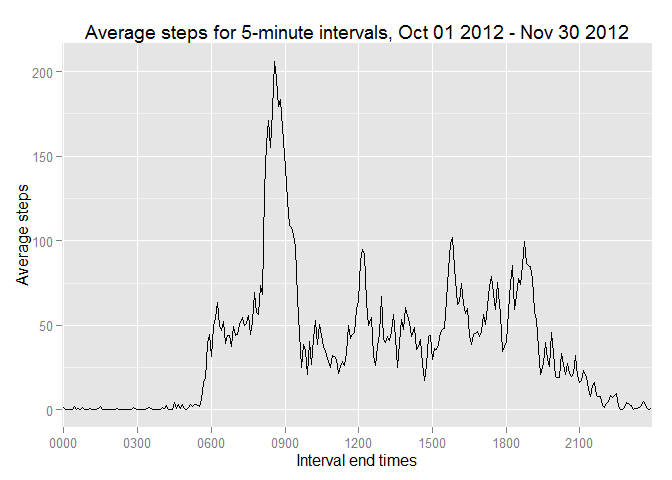 Average steps for 5-minute intervals, Oct 01 2012 - Nov 30 2012
200
150
100
50
0
Average steps
0000 0300 0600 0900 1200 1500 1800 2100
Interval end times